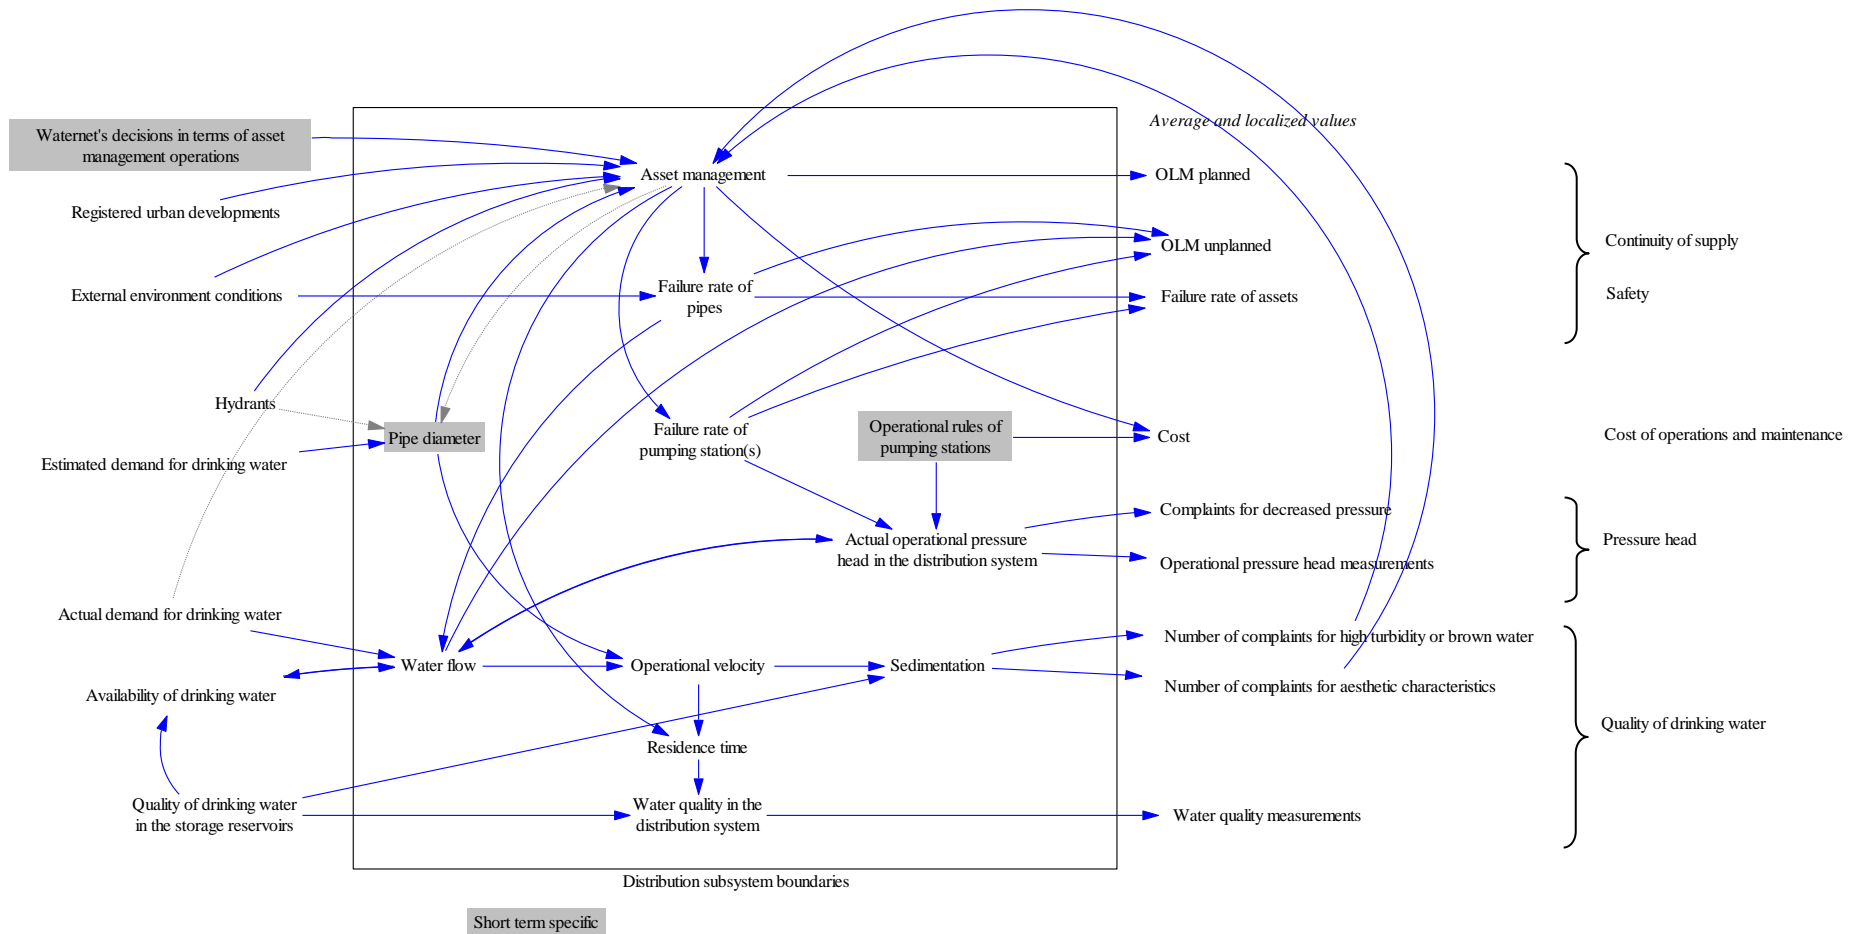 Average and localized values
Waternet's decisions in terms of asset
management operations
Asset management
OLM planned
Registered urban developments
Continuity of supply
OLM unplanned
External environment conditions
Failure rate of
pipes
Failure rate of assets
Safety
Hydrants
Pipe diameter
Failure rate of
pumping station(s)
Operational rules of
pumping stations
Cost
Cost of operations and maintenance
Estimated demand for drinking water
Complaints for decreased pressure
Actual operational pressure
head in the distribution system
Pressure head
Operational pressure head measurements
Actual demand for drinking water
Number of complaints for high turbidity or brown water
Water flow
Operational velocity
Sedimentation
Availability of drinking water
Number of complaints for aesthetic characteristics
Quality of drinking water
Residence time
Quality of drinking water
in the storage reservoirs
Water quality in the
distribution system
Water quality measurements
Distribution subsystem boundaries
Short term specific